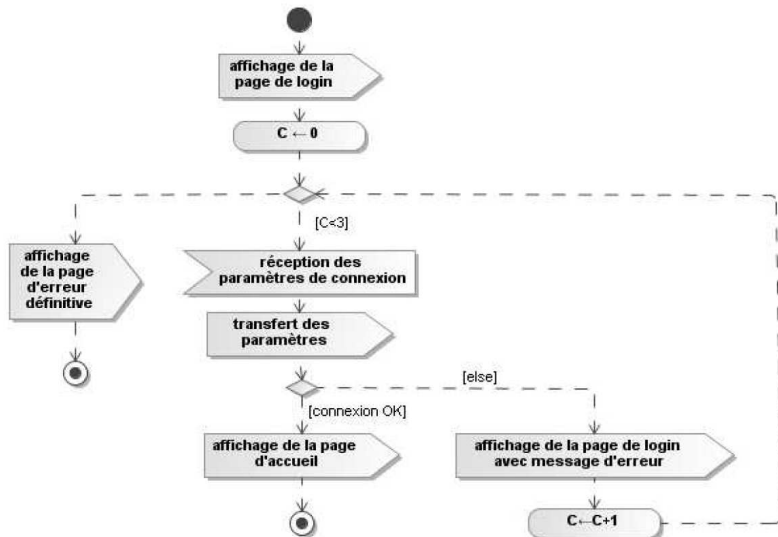 affichage de la
page de login
C ← 0
[C<3]
affichage
de la page
d'erreur
définitive
réception des
paramètres de connexion
transfert des
paramètres
[else]
[connexion OK]
affichage de la page
d'accueil
affichage de la page de login
avec message d'erreur
C←C+1